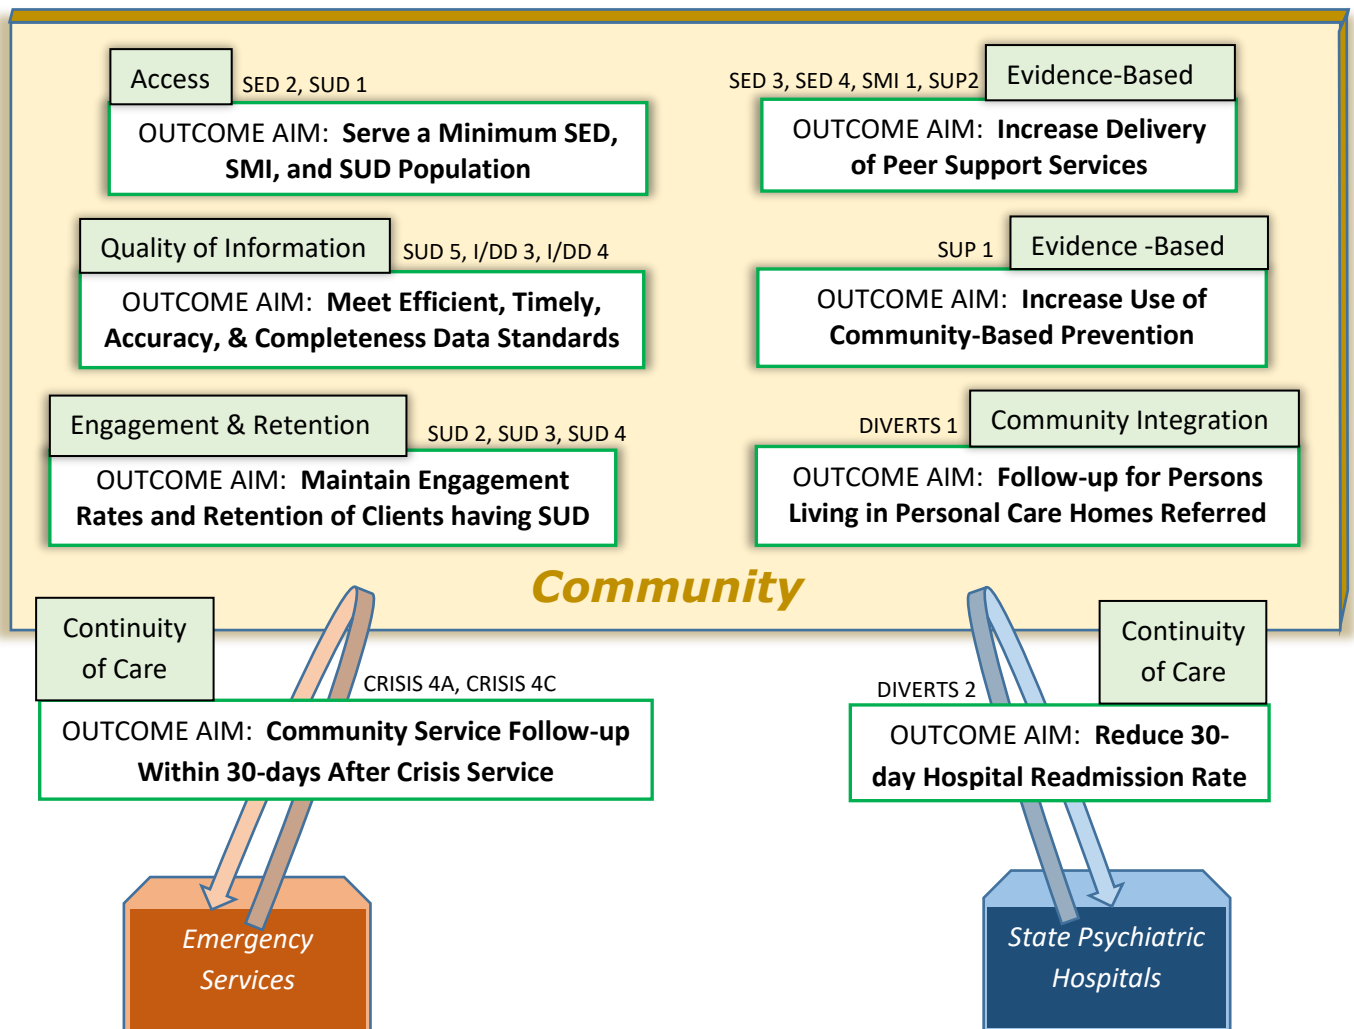 Access
SED 2, SUD 1
OUTCOME AIM:  Serve a Minimum SED,
SMI, and SUD Population
SED 3, SED 4, SMI 1, SUP2
Evidence-Based
OUTCOME AIM:  Increase Delivery
of Peer Support Services
Quality of Information
SUD 5, I/DD 3, I/DD 4
OUTCOME AIM:  Meet Efficient, Timely,
Accuracy, & Completeness Data Standards
SUP 1
Evidence -Based
OUTCOME AIM:  Increase Use of
Community-Based Prevention
Engagement & Retention
SUD 2, SUD 3, SUD 4
OUTCOME AIM:  Maintain Engagement
Rates and Retention of Clients having SUD
DIVERTS 1
Community Integration
OUTCOME AIM:  Follow-up for Persons
Living in Personal Care Homes Referred
Community
Continuity
of Care
CRISIS 4A, CRISIS 4C
OUTCOME AIM:  Community Service Follow-up
Within 30-days After Crisis Service
DIVERTS 2
Continuity
of Care
OUTCOME AIM:  Reduce 30-
day Hospital Readmission Rate
Emergency
Services
State Psychiatric
Hospitals